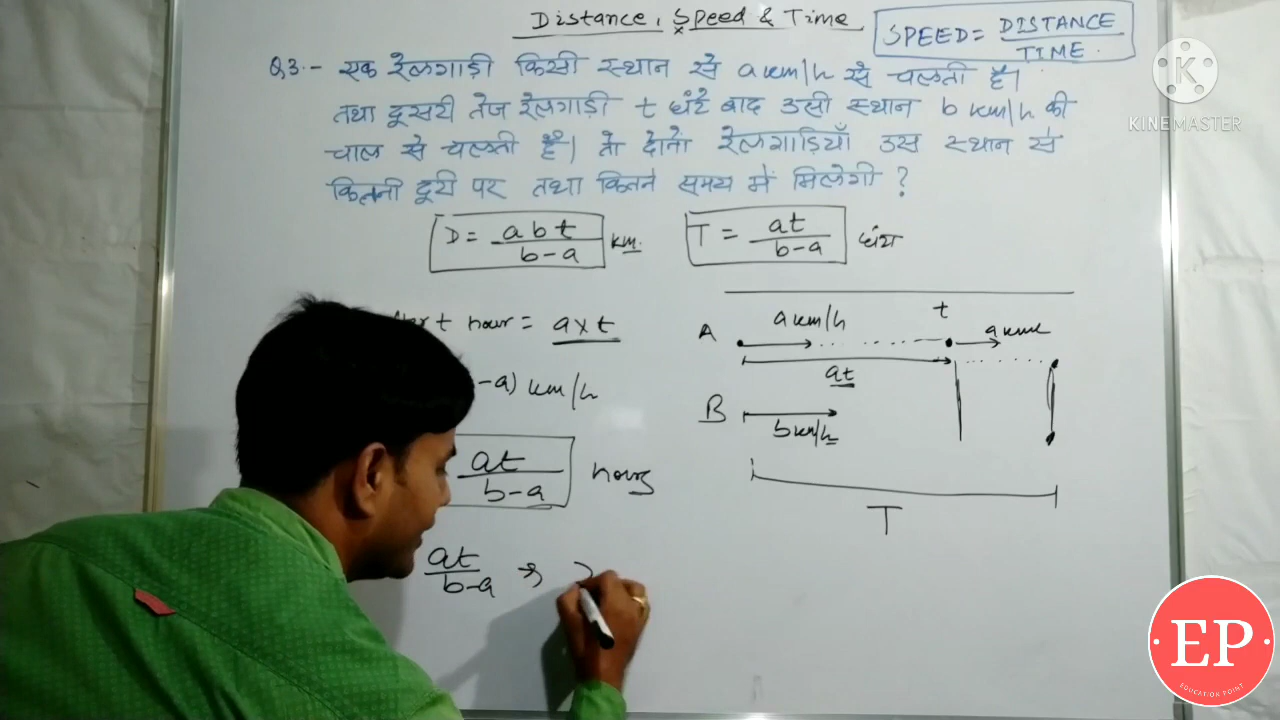 Distance, Speed & Time
SPEED = DISTANCE / TIME.
KINEMASTER
Q.3.- एक रेलगाड़ी किसी स्थान से a km/h से चलती है।
तथा दूसरी तेज रेलगाड़ी t घंटे बाद उसी स्थान b km/h की
चाल से चलती है। तो दोनो रेलगाड़ियाँ उस स्थान से
कितनी दूरी पर तथा कितने समय में मिलेगी ?
D = abt / b-a km.
T = at / b-a
hour = a x t
-a) km/h
at / b-a hours
at / b-a
A a km/h t
at
B b km/h
T
EP
EDUCATION POINT